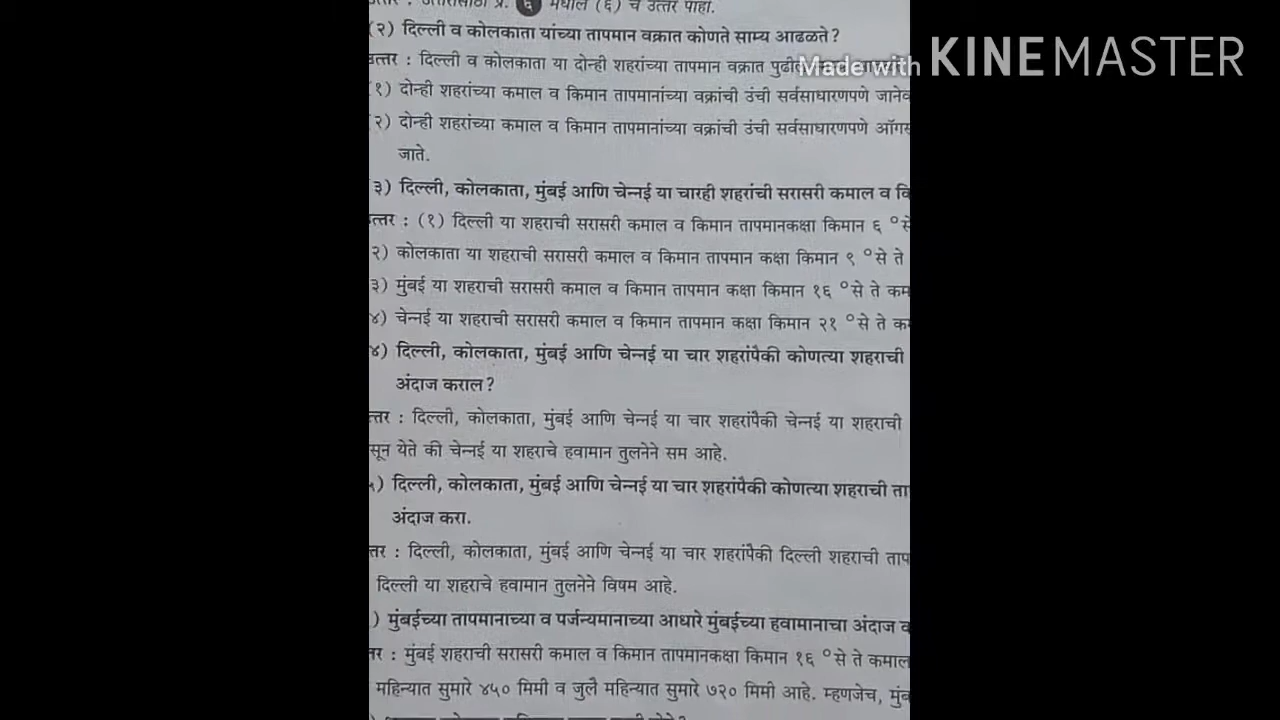 उत्तर : उत्तरासाठी प्र. ६ मधील (६) चे उत्तर पाहा.
(२) दिल्ली व कोलकाता यांच्या तापमान वक्रात कोणते साम्य आढळते?
Made with KINEMASTER
उत्तर : दिल्ली व कोलकाता या दोन्ही शहरांच्या तापमान वक्रात
(१) दोन्ही शहरांच्या कमाल व किमान तापमानांच्या वक्रांची उंची सर्वसाधारणपणे जानेव
(२) दोन्ही शहरांच्या कमाल व किमान तापमानांच्या वक्रांची उंची सर्वसाधारणपणे ऑगस
जाते.
३) दिल्ली, कोलकाता, मुंबई आणि चेन्नई या चारही शहरांची सरासरी कमाल व कि
उत्तर : (१) दिल्ली या शहराची सरासरी कमाल व किमान तापमानकक्षा किमान ६ °से
२) कोलकाता या शहराची सरासरी कमाल व किमान तापमान कक्षा किमान ९ °से ते
३) मुंबई या शहराची सरासरी कमाल व किमान तापमान कक्षा किमान १६ °से ते कम
४) चेन्नई या शहराची सरासरी कमाल व किमान तापमान कक्षा किमान २१ °से ते क
४) दिल्ली, कोलकाता, मुंबई आणि चेन्नई या चार शहरांपैकी कोणत्या शहराची
अंदाज कराल?
त्तर : दिल्ली, कोलकाता, मुंबई आणि चेन्नई या चार शहरांपैकी चेन्नई या शहराची
सून येते की चेन्नई या शहराचे हवामान तुलनेने सम आहे.
५) दिल्ली, कोलकाता, मुंबई आणि चेन्नई या चार शहरांपैकी कोणत्या शहराची ता
अंदाज करा.
त्तर : दिल्ली, कोलकाता, मुंबई आणि चेन्नई या चार शहरांपैकी दिल्ली शहराची ताप
दिल्ली या शहराचे हवामान तुलनेने विषम आहे.
) मुंबईच्या तापमानाच्या व पर्जन्यमानाच्या आधारे मुंबईच्या हवामानाचा अंदाज व
तर : मुंबई शहराची सरासरी कमाल व किमान तापमानकक्षा किमान १६ °से ते कमाल
महिन्यात सुमारे ४५० मिमी व जुलै महिन्यात सुमारे ७२० मिमी आहे. म्हणजेच, मुंब